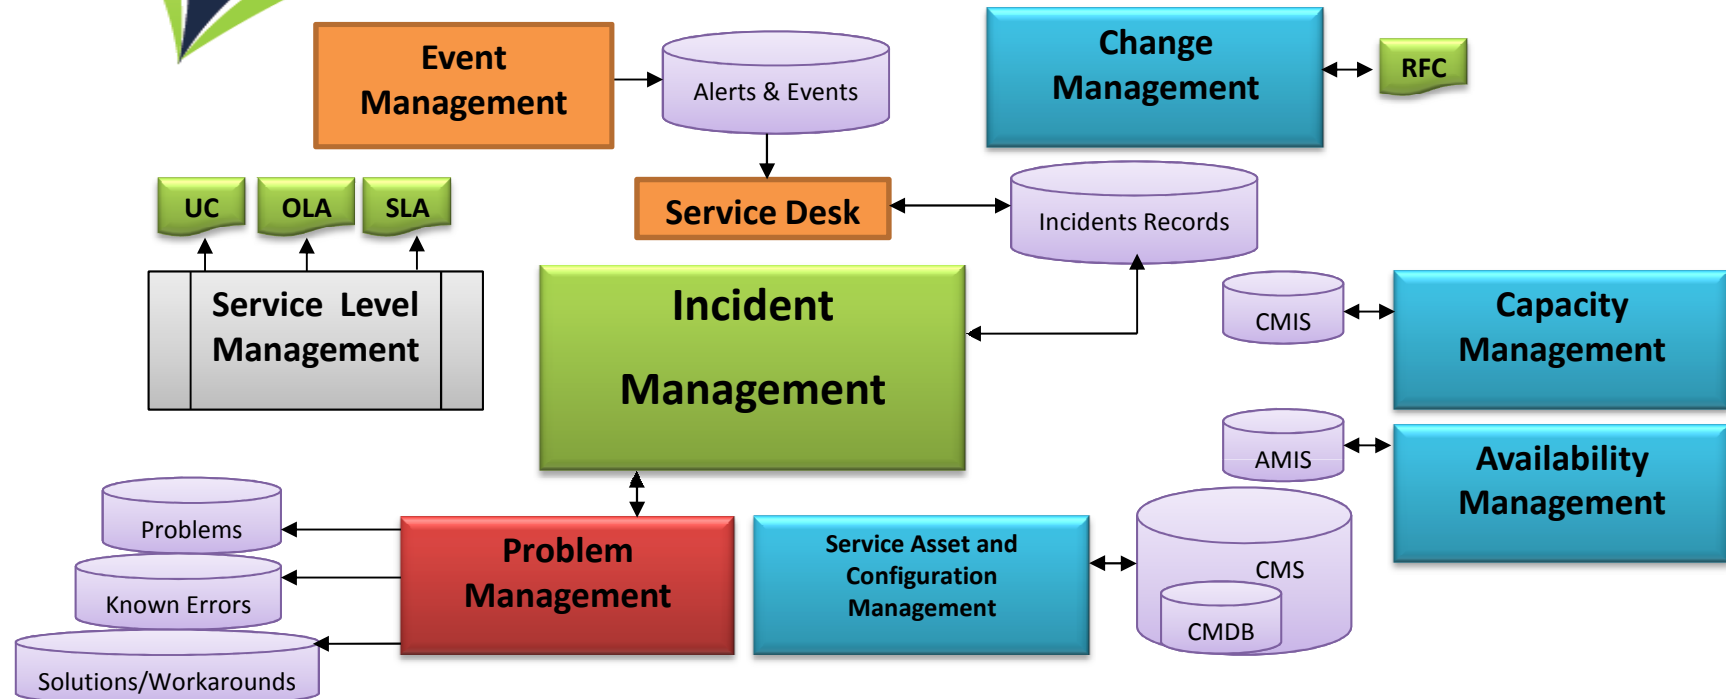 Event
Management
Alerts & Events
Change
Management
RFC
UC
OLA
SLA
Service Desk
Incidents Records
Service Level
Management
Incident
Management
CMIS
Capacity
Management
AMIS
Availability
Management
Problems
Known Errors
Solutions/Workarounds
Problem
Management
Service Asset and
Configuration
Management
CMS
CMDB